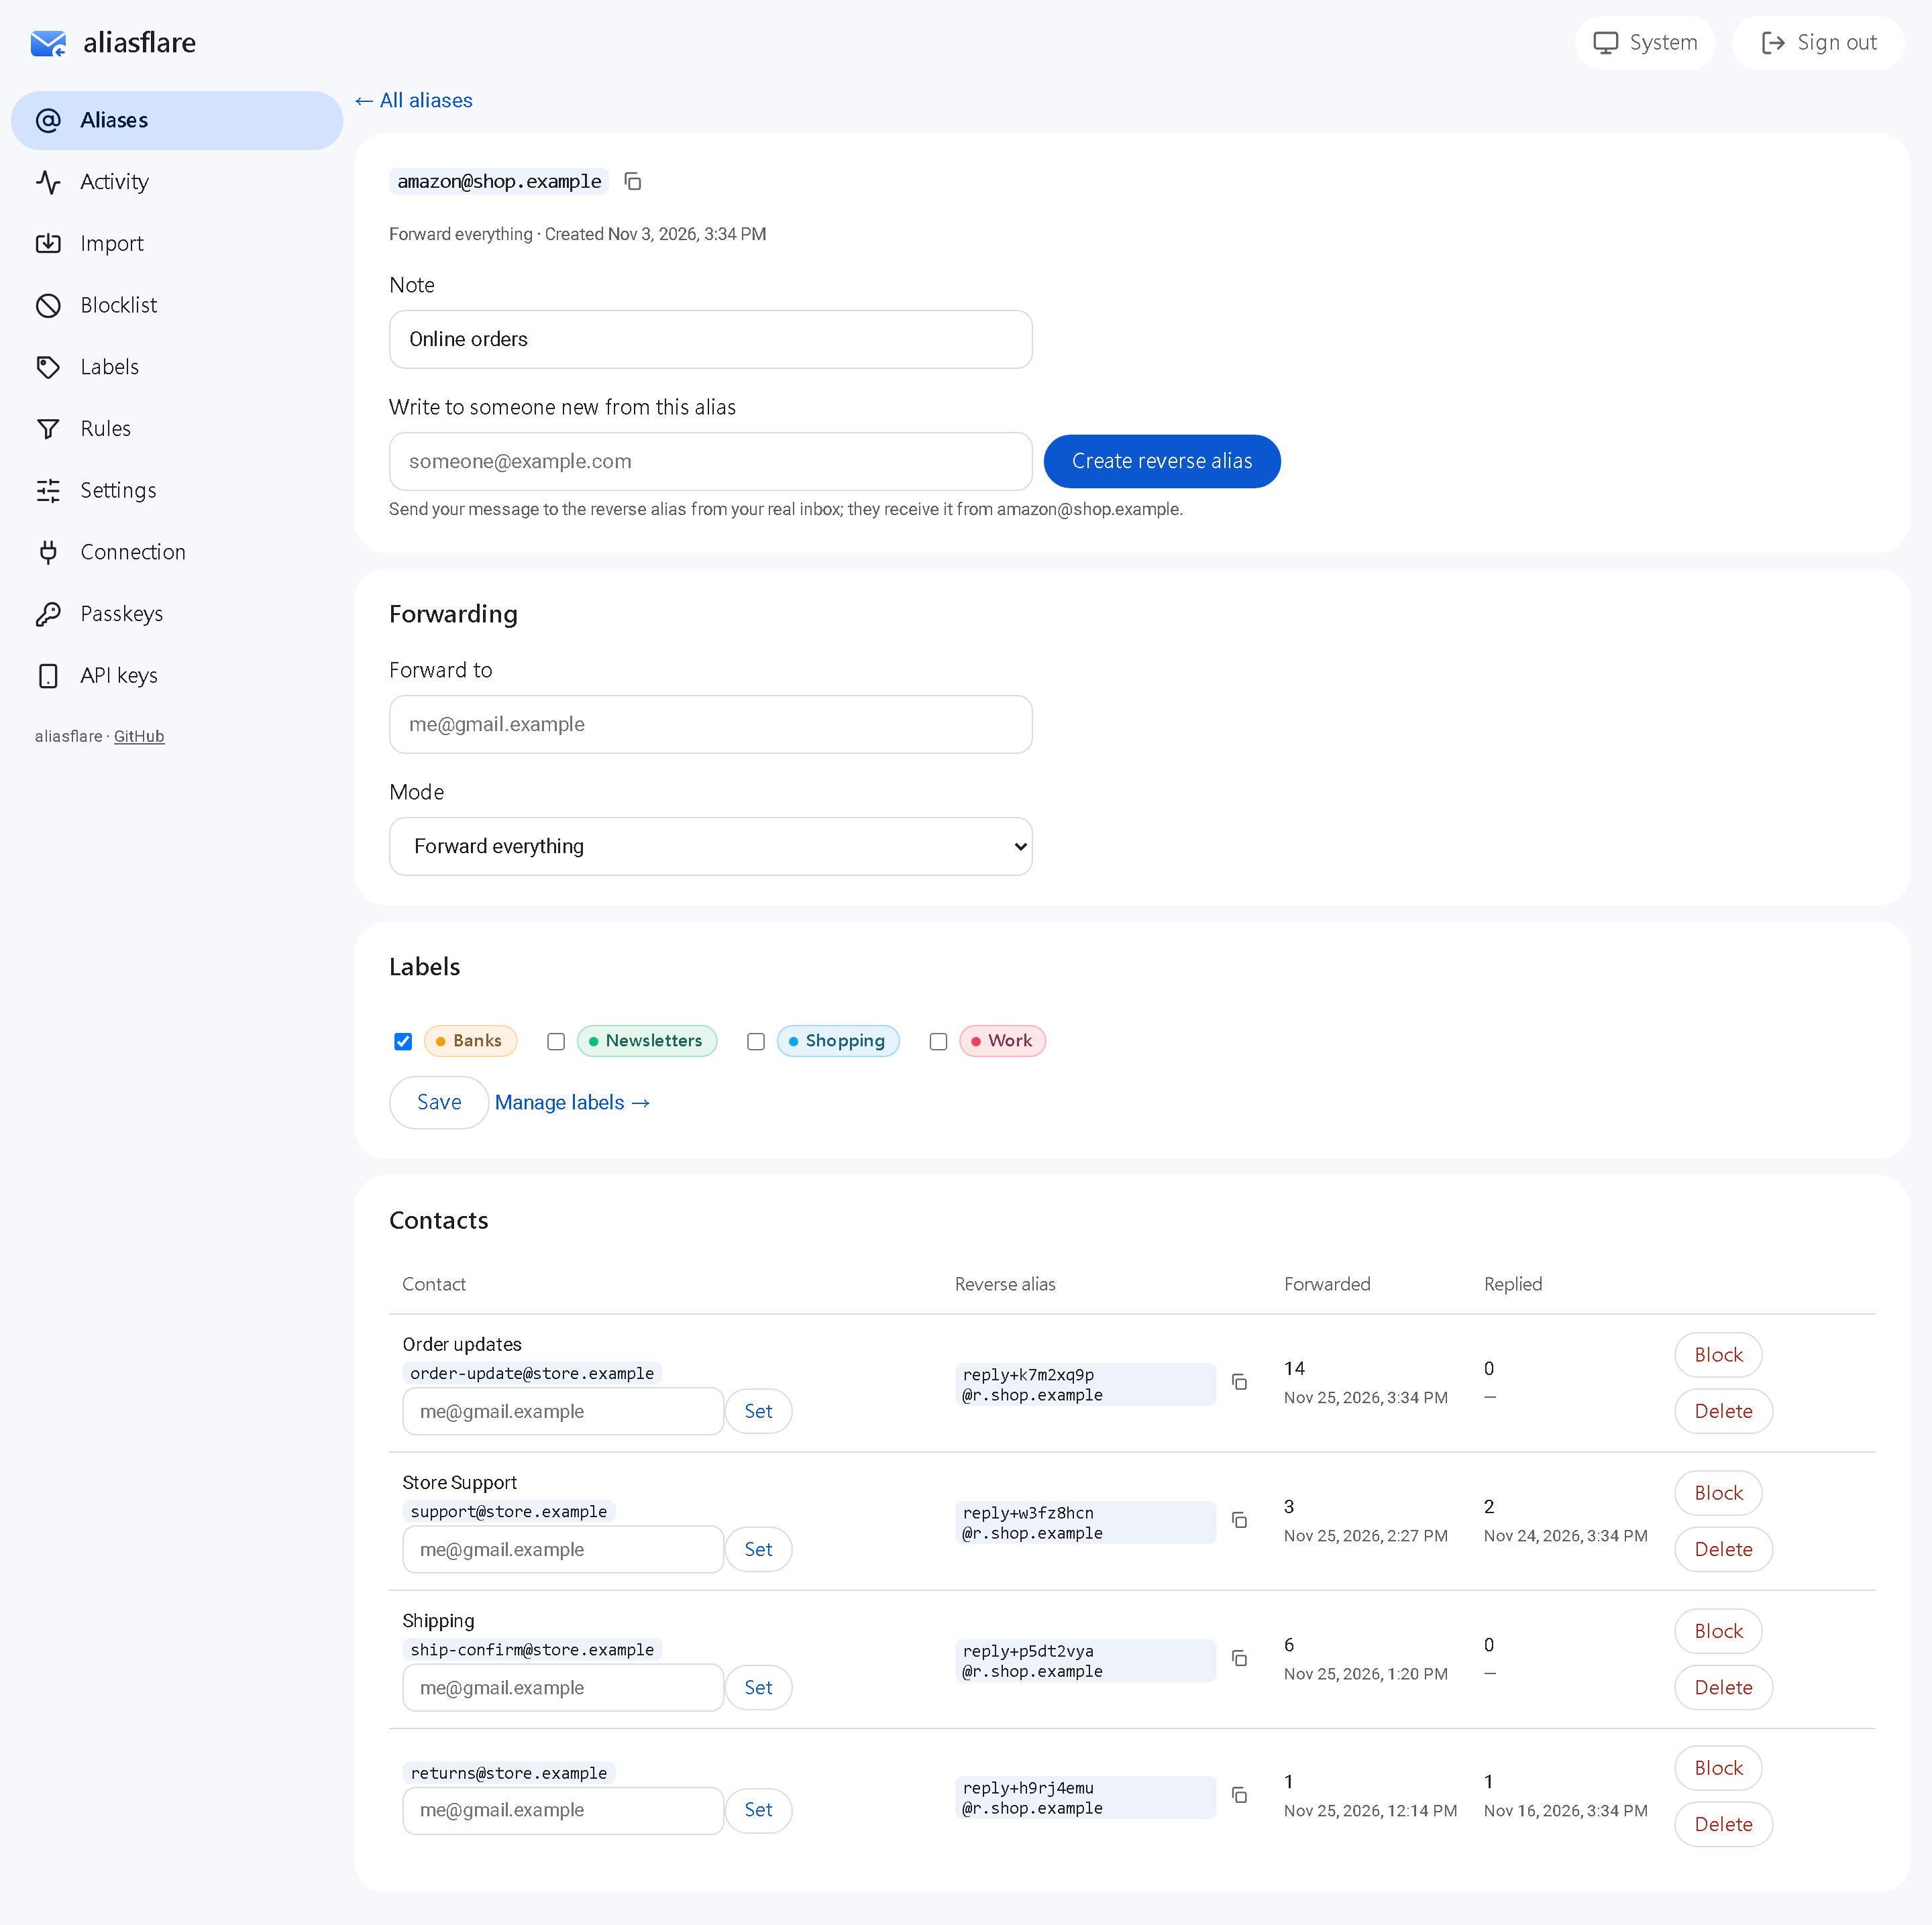 aliasflare
System
Sign out
Aliases
Activity
Import
Blocklist
Labels
Rules
Settings
Connection
Passkeys
API keys
aliasflare · GitHub
← All aliases
amazon@shop.example
Forward everything · Created Nov 3, 2026, 3:34 PM
Note
Online orders
Write to someone new from this alias
someone@example.com
Create reverse alias
Send your message to the reverse alias from your real inbox; they receive it from amazon@shop.example.
Forwarding
Forward to
me@gmail.example
Mode
Forward everything
Labels
Banks
Newsletters
Shopping
Work
Save
Manage labels →
Contacts
Contact
Reverse alias
Forwarded
Replied
Order updates
order-update@store.example
me@gmail.example
Set
reply+k7m2xq9p
@r.shop.example
14
Nov 25, 2026, 3:34 PM
0
—
Block
Delete
Store Support
support@store.example
me@gmail.example
Set
reply+w3fz8hcn
@r.shop.example
3
Nov 25, 2026, 2:27 PM
2
Nov 24, 2026, 3:34 PM
Block
Delete
Shipping
ship-confirm@store.example
me@gmail.example
Set
reply+p5dt2vya
@r.shop.example
6
Nov 25, 2026, 1:20 PM
0
—
Block
Delete
returns@store.example
me@gmail.example
Set
reply+h9rj4emu
@r.shop.example
1
Nov 25, 2026, 12:14 PM
1
Nov 16, 2026, 3:34 PM
Block
Delete